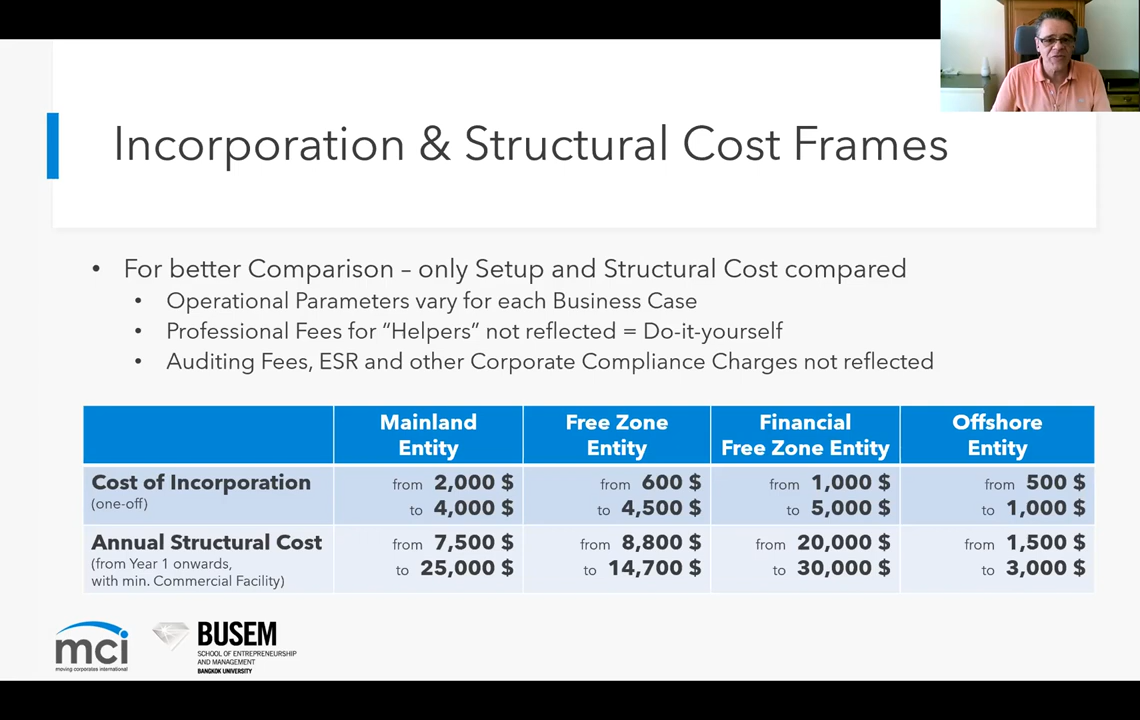 Incorporation & Structural Cost Frames
• For better Comparison – only Setup and Structural Cost compared
• Operational Parameters vary for each Business Case
• Professional Fees for “Helpers” not reflected = Do-it-yourself
• Auditing Fees, ESR and other Corporate Compliance Charges not reflected
Mainland
Entity
Free Zone
Entity
Financial
Free Zone Entity
Offshore
Entity
Cost of Incorporation
(one-off)
from 2,000 $
to 4,000 $
from 600 $
to 4,500 $
from 1,000 $
to 5,000 $
from 500 $
to 1,000 $
Annual Structural Cost
(from Year 1 onwards,
with min. Commercial Facility)
from 7,500 $
to 25,000 $
from 8,800 $
to 14,700 $
from 20,000 $
to 30,000 $
from 1,500 $
to 3,000 $
mci
moving corporates international
BUSEM
SCHOOL OF ENTREPRENEURSHIP
AND MANAGEMENT
BANGKOK UNIVERSITY